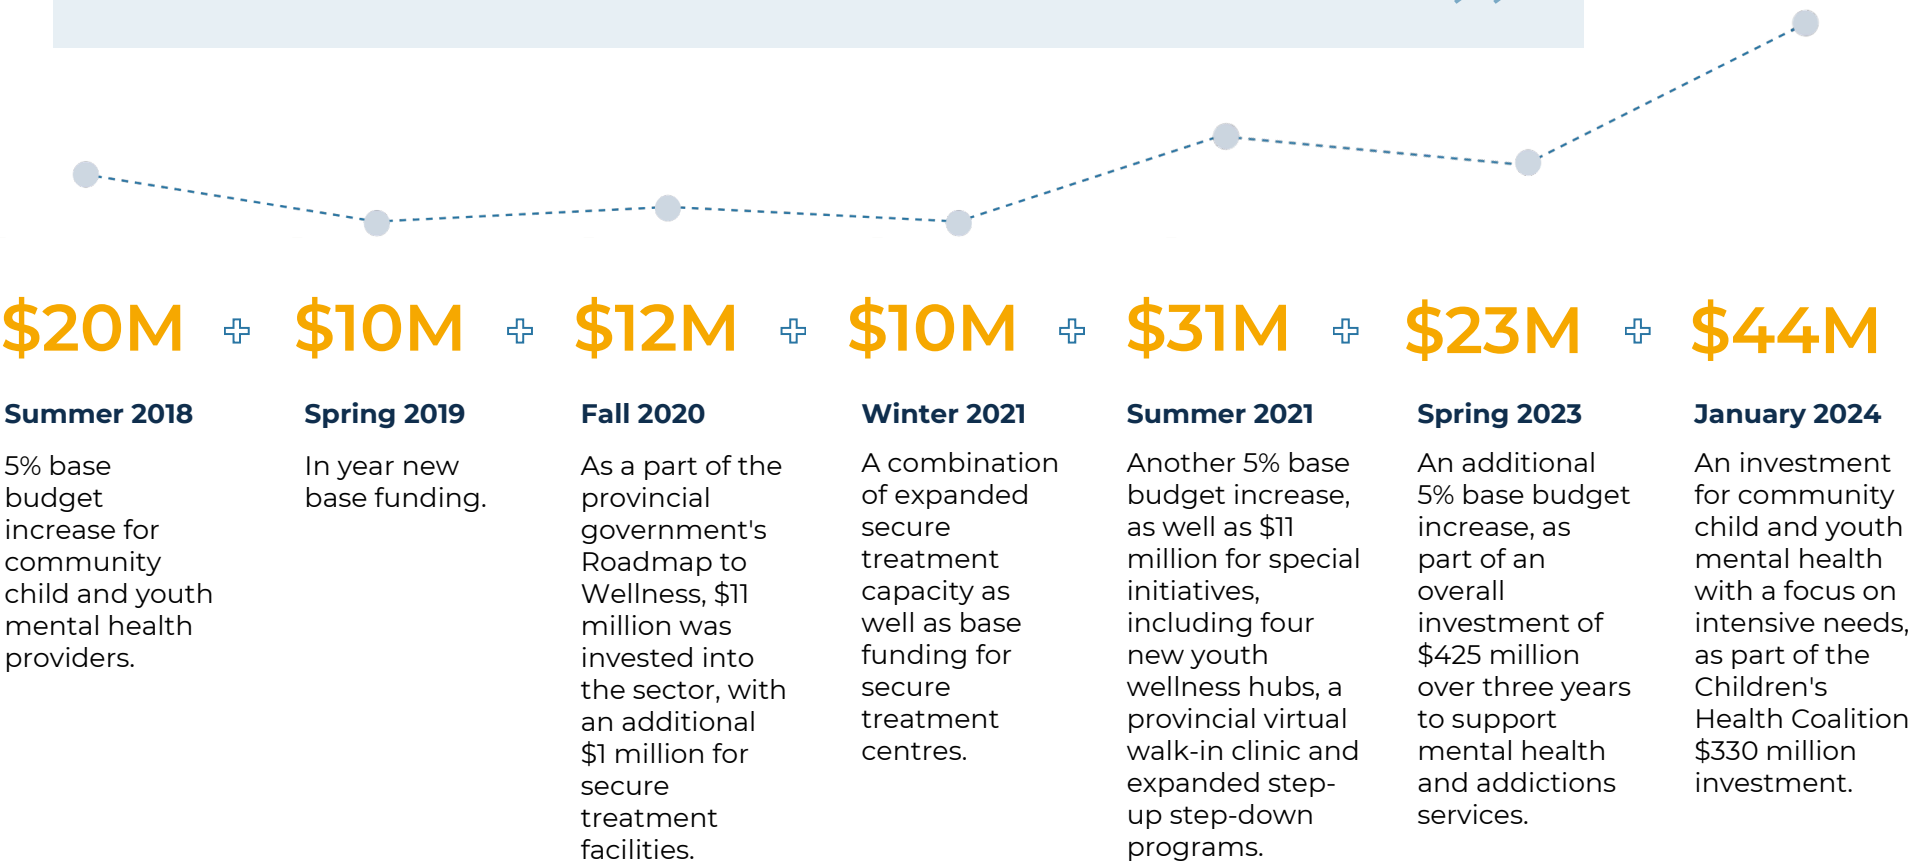 $20M
$10M
$12M
$10M
$31M
$23M
$44M
Summer 2018
5% base
budget
increase for
community
child and youth
mental health
providers.
Spring 2019
In year new
base funding.
Fall 2020
As a part of the
provincial
government's
Roadmap to
Wellness, $11
million was
invested into
the sector, with
an additional
$1 million for
secure
treatment
facilities.
Winter 2021
A combination
of expanded
secure
treatment
capacity as
well as base
funding for
secure
treatment
centres.
Summer 2021
Another 5% base
budget increase,
as well as $11
million for special
initiatives,
including four
new youth
wellness hubs, a
provincial virtual
walk-in clinic and
expanded step-
up step-down
programs.
Spring 2023
An additional
5% base budget
increase, as
part of an
overall
investment of
$425 million
over three years
to support
mental health
and addictions
services.
January 2024
An investment
for community
child and youth
mental health
with a focus on
intensive needs,
as part of the
Children's
Health Coalition
$330 million
investment.